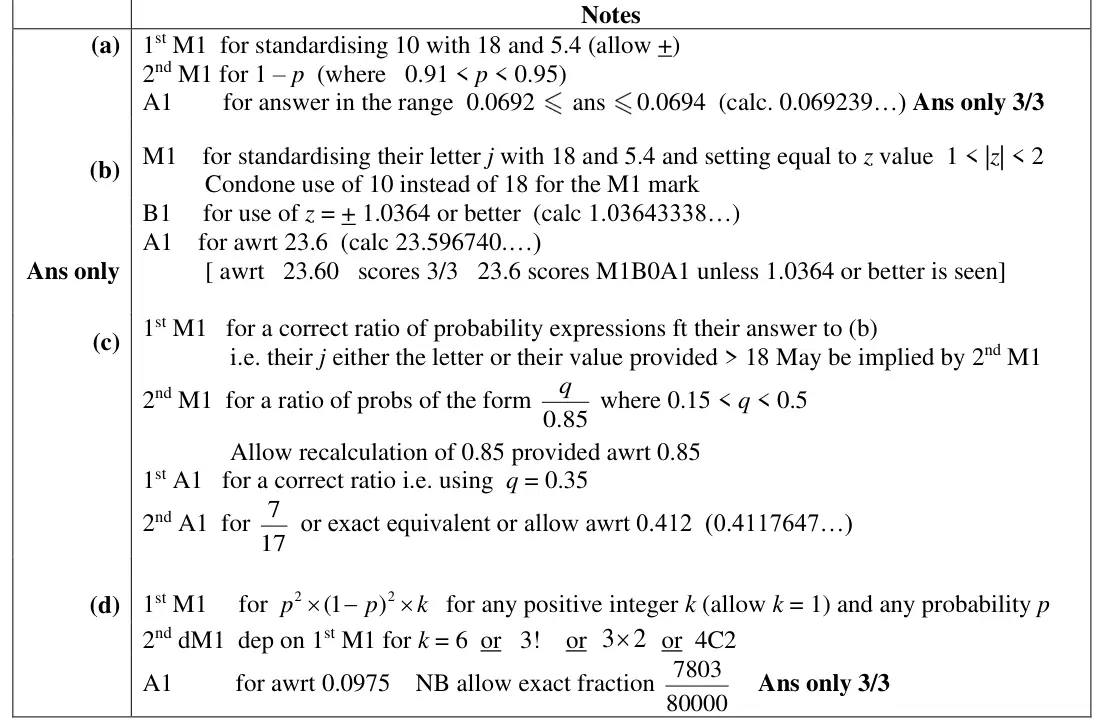 Notes
(a) 1st M1 for standardising 10 with 18 and 5.4 (allow ±)
2nd M1 for 1 – p (where 0.91 < p < 0.95)
A1 for answer in the range 0.0692 ⩽ ans ⩽ 0.0694 (calc. 0.069239…) Ans only 3/3
(b) M1 for standardising their letter j with 18 and 5.4 and setting equal to z value 1 < |z| < 2
Condone use of 10 instead of 18 for the M1 mark
B1 for use of z = ± 1.0364 or better (calc 1.03643338…)
A1 for awrt 23.6 (calc 23.596740.…)
Ans only [ awrt 23.60 scores 3/3 23.6 scores M1B0A1 unless 1.0364 or better is seen]
(c) 1st M1 for a correct ratio of probability expressions ft their answer to (b)
i.e. their j either the letter or their value provided > 18 May be implied by 2nd M1
2nd M1 for a ratio of probs of the form q/0.85 where 0.15 < q < 0.5
Allow recalculation of 0.85 provided awrt 0.85
1st A1 for a correct ratio i.e. using q = 0.35
2nd A1 for 7/17 or exact equivalent or allow awrt 0.412 (0.4117647…)
(d) 1st M1 for p² × (1 − p)² × k for any positive integer k (allow k = 1) and any probability p
2nd dM1 dep on 1st M1 for k = 6 or 3! or 3 × 2 or 4C2
A1 for awrt 0.0975 NB allow exact fraction 7803/80000 Ans only 3/3